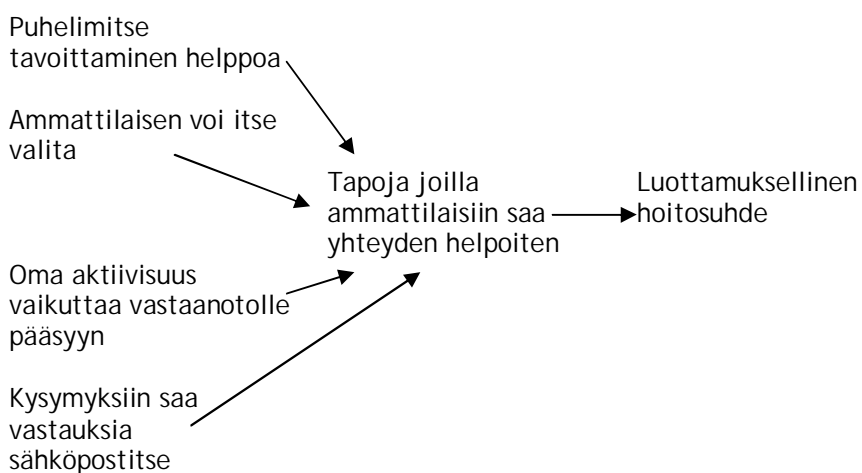 Puhelimitse
tavoittaminen helppoa
Ammattilaisen voi itse
valita
Tapoja joilla
ammattilaisiin saa
yhteyden helpoiten
Luottamuksellinen
hoitosuhde
Oma aktiivisuus
vaikuttaa vastaanotolle
pääsyyn
Kysymyksiin saa
vastauksia
sähköpostitse